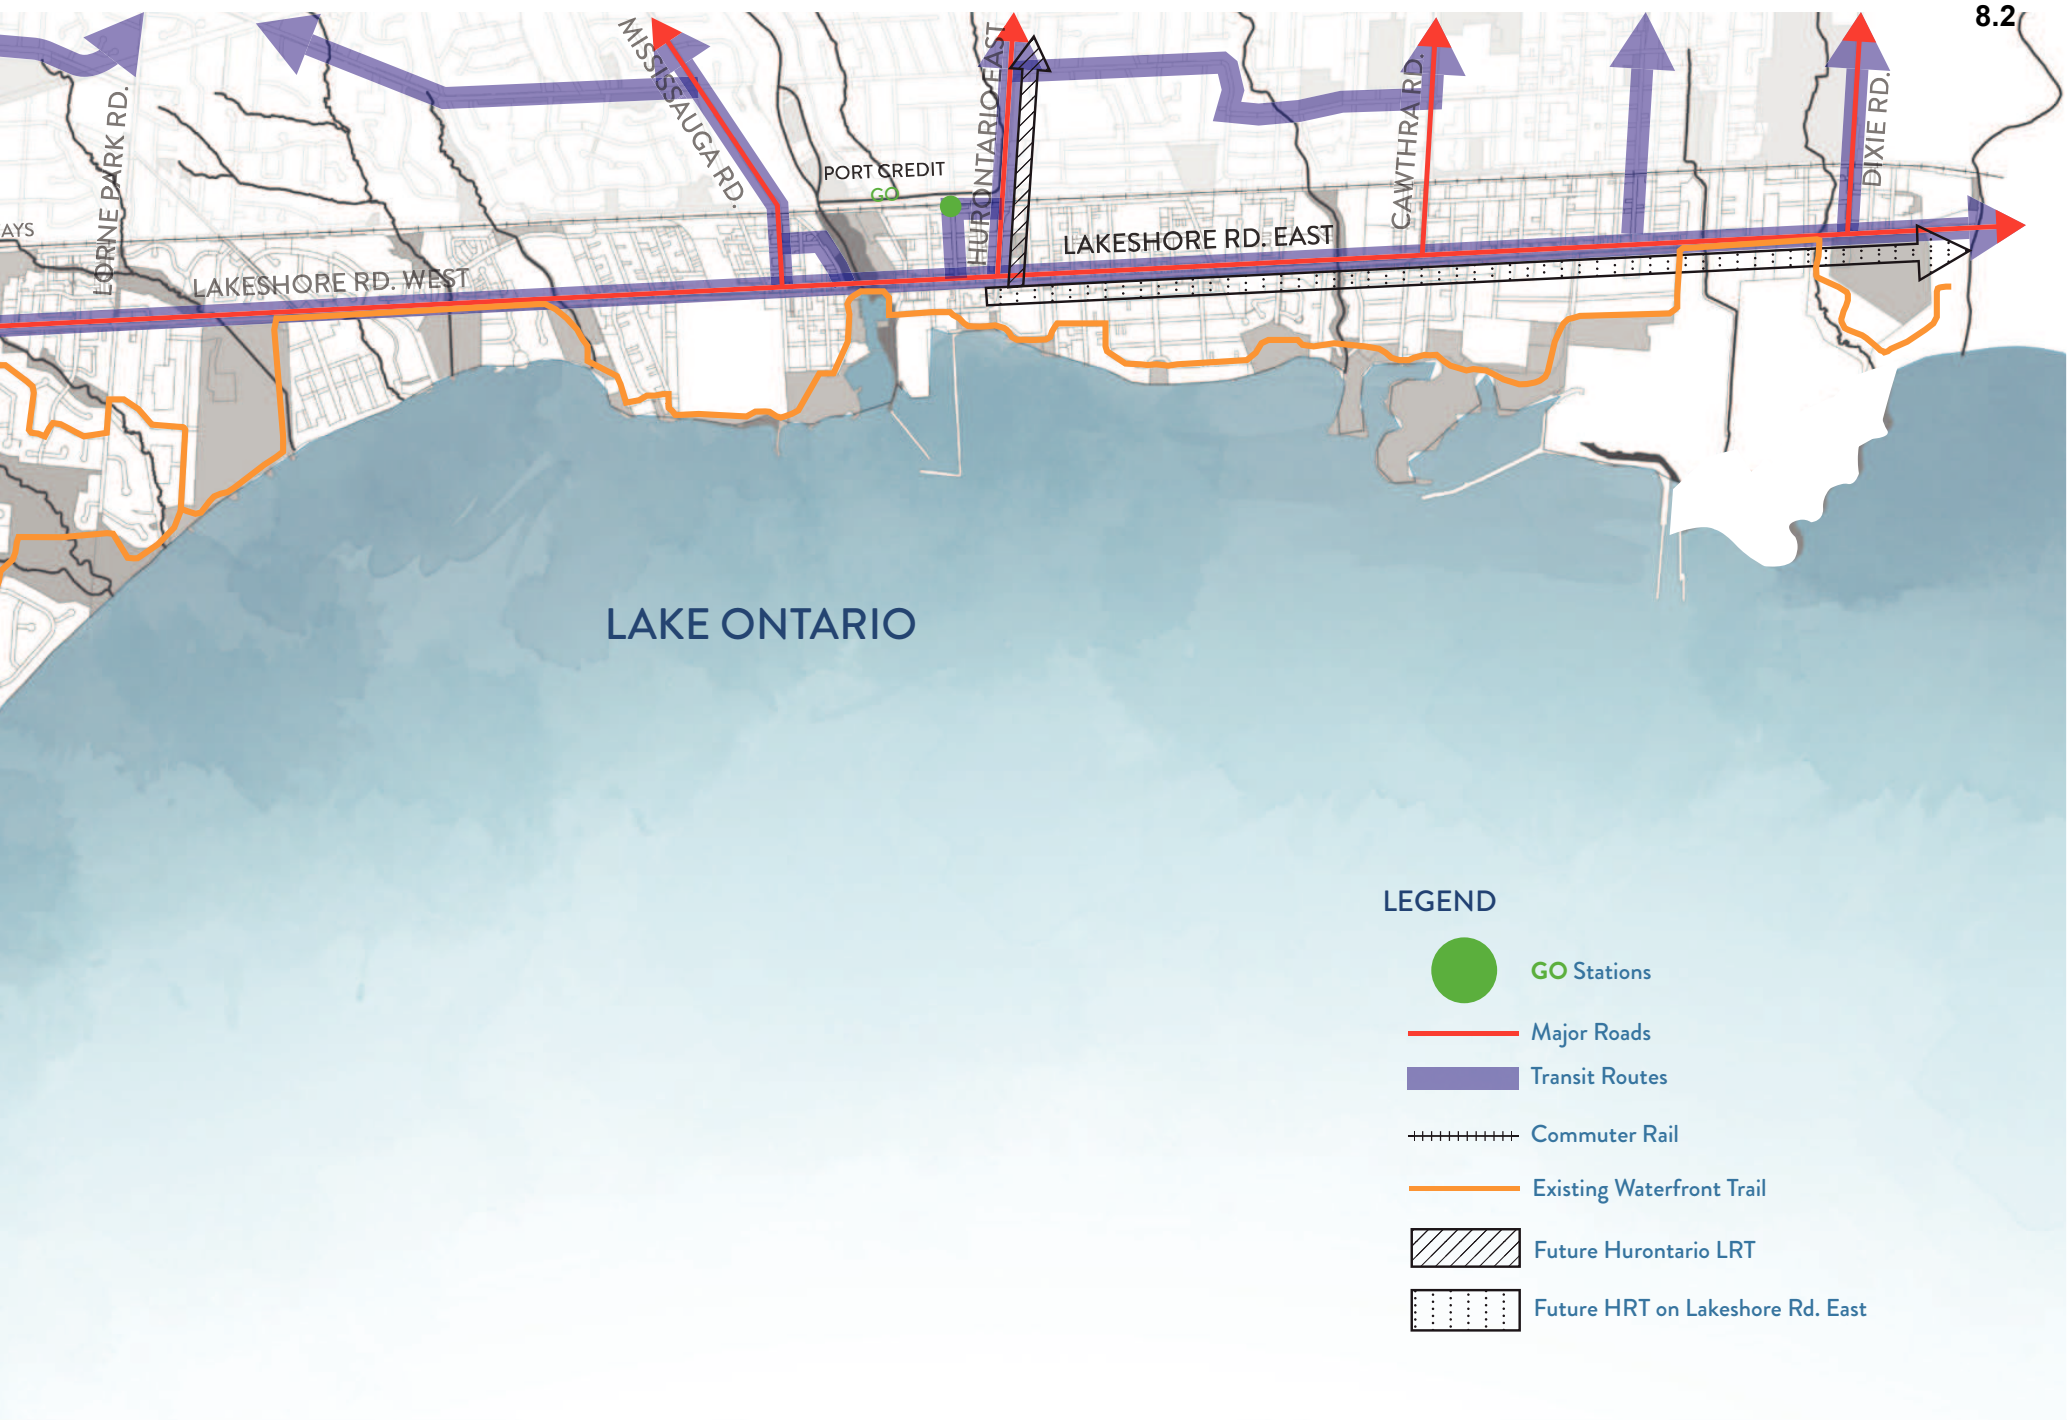 8.2
MISSISSAUGA RD.
HURONTARIO EAST
CAWTHRA RD.
DIXIE RD.
LORNE PARK RD.
PORT CREDIT
GO
AYS
LAKESHORE RD. EAST
LAKESHORE RD. WEST
LAKE ONTARIO
LEGEND
GO Stations
Major Roads
Transit Routes
Commuter Rail
Existing Waterfront Trail
Future Hurontario LRT
Future HRT on Lakeshore Rd. East